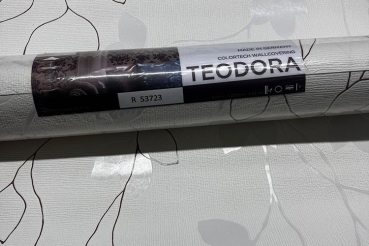 MADE IN GERMANY
COLORTECH WALLCOVERING
TEODORA
R 53723